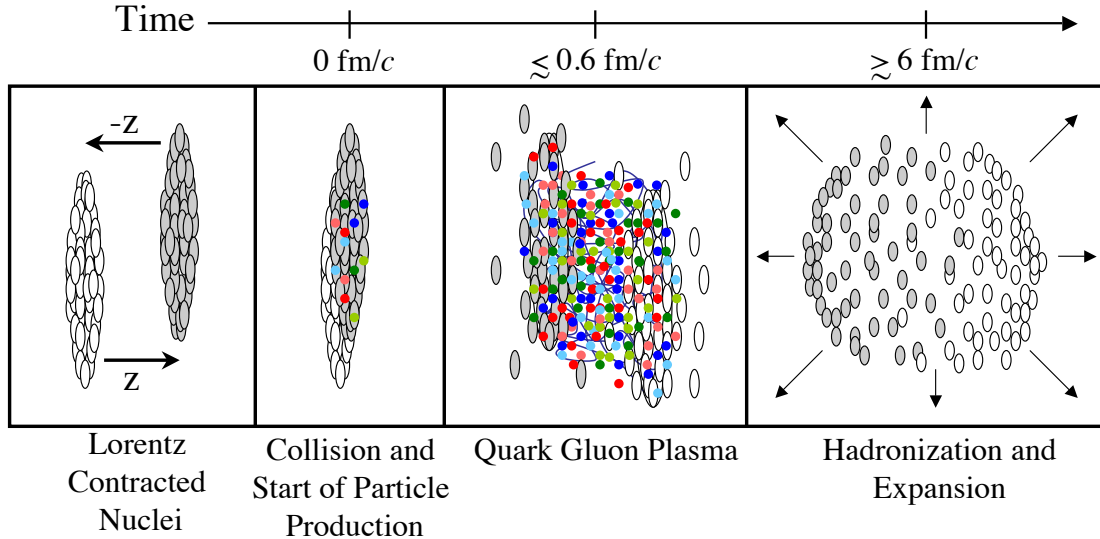 Time
0 fm/c
≲ 0.6 fm/c
≳ 6 fm/c
-z
z
Lorentz
Contracted
Nuclei
Collision and
Start of Particle
Production
Quark Gluon Plasma
Hadronization and
Expansion